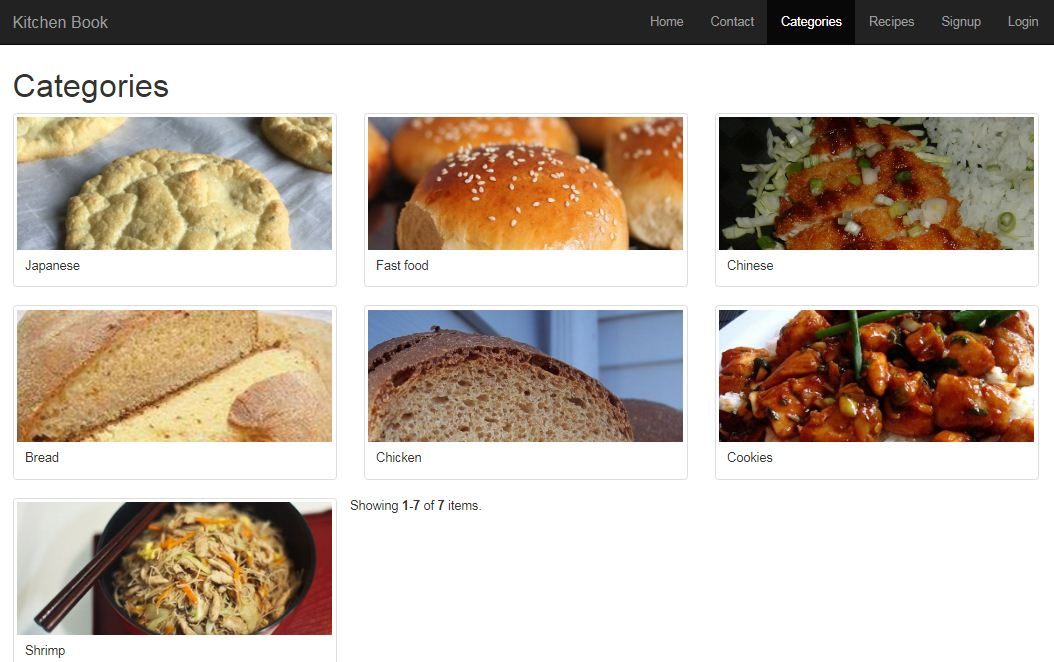 Kitchen Book Home Contact Categories Recipes Signup Login
Categories
Japanese
Fast food
Chinese
Bread
Chicken
Cookies
Showing 1-7 of 7 items.
Shrimp